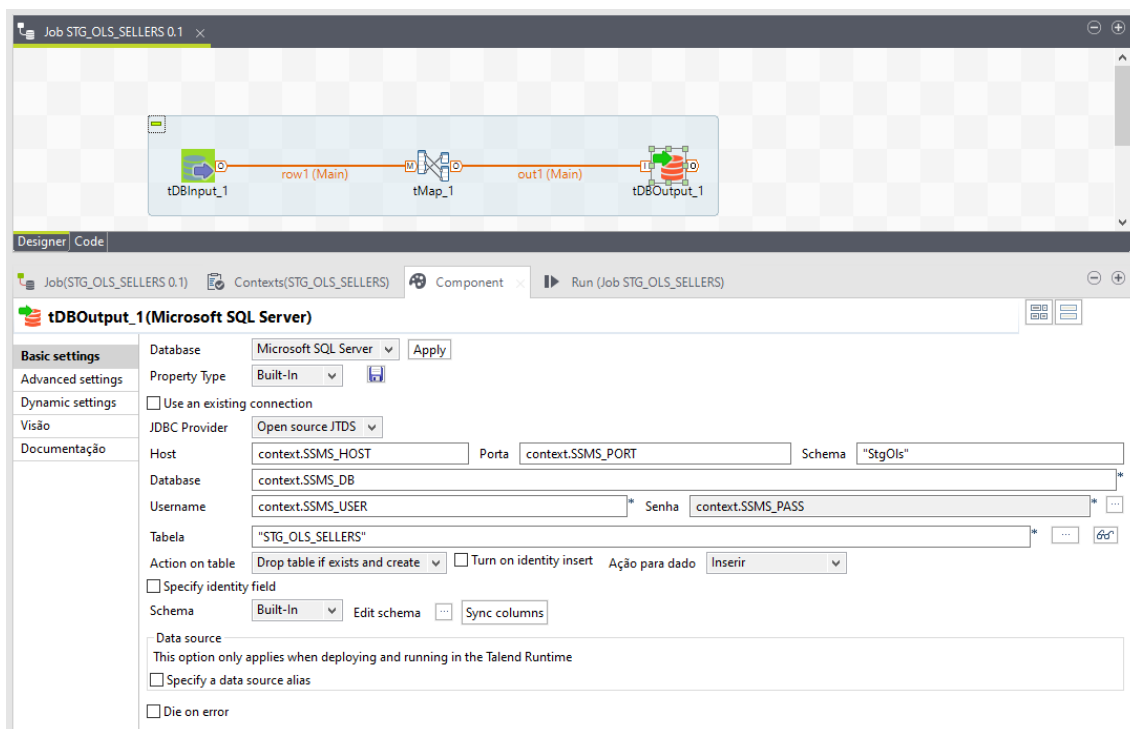 Job STG_OLS_SELLERS 0.1
O row1 (Main) M O out1 (Main) I O
tDBInput_1 tMap_1 tDBOutput_1
Designer Code
Job(STG_OLS_SELLERS 0.1) Contexts(STG_OLS_SELLERS) Component Run (Job STG_OLS_SELLERS)
tDBOutput_1(Microsoft SQL Server)
Basic settings
Advanced settings
Dynamic settings
Visão
Documentação
Database Microsoft SQL Server Apply
Property Type Built-In
Use an existing connection
JDBC Provider Open source JTDS
Host context.SSMS_HOST Porta context.SSMS_PORT Schema "StgOls"
Database context.SSMS_DB *
Username context.SSMS_USER * Senha context.SSMS_PASS * ...
Tabela "STG_OLS_SELLERS" * ...
Action on table Drop table if exists and create Turn on identity insert Ação para dado Inserir
Specify identity field
Schema Built-In Edit schema ... Sync columns
Data source
This option only applies when deploying and running in the Talend Runtime
Specify a data source alias
Die on error